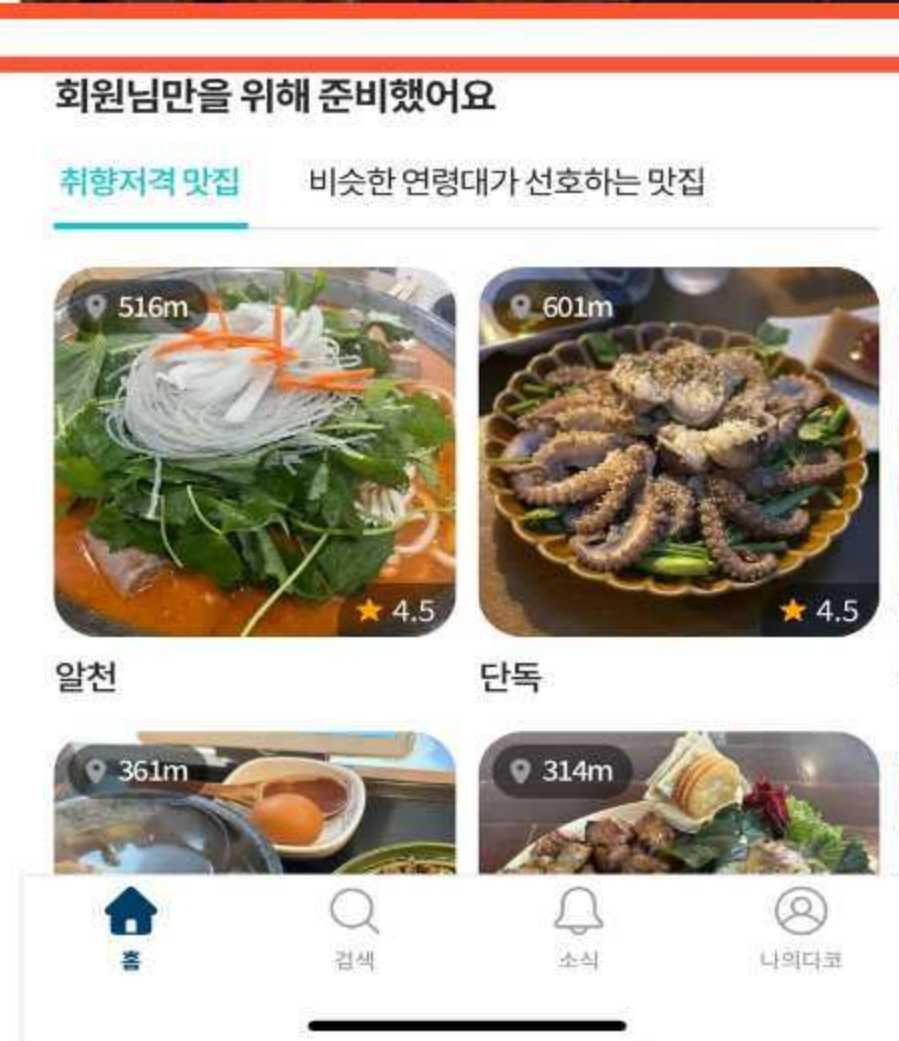 회원님만을 위해 준비했어요
취향저격 맛집 비슷한 연령대가 선호하는 맛집
516m 601m
4.5 4.5
알천 단독
361m 314m
홈 검색 소식 나의다코